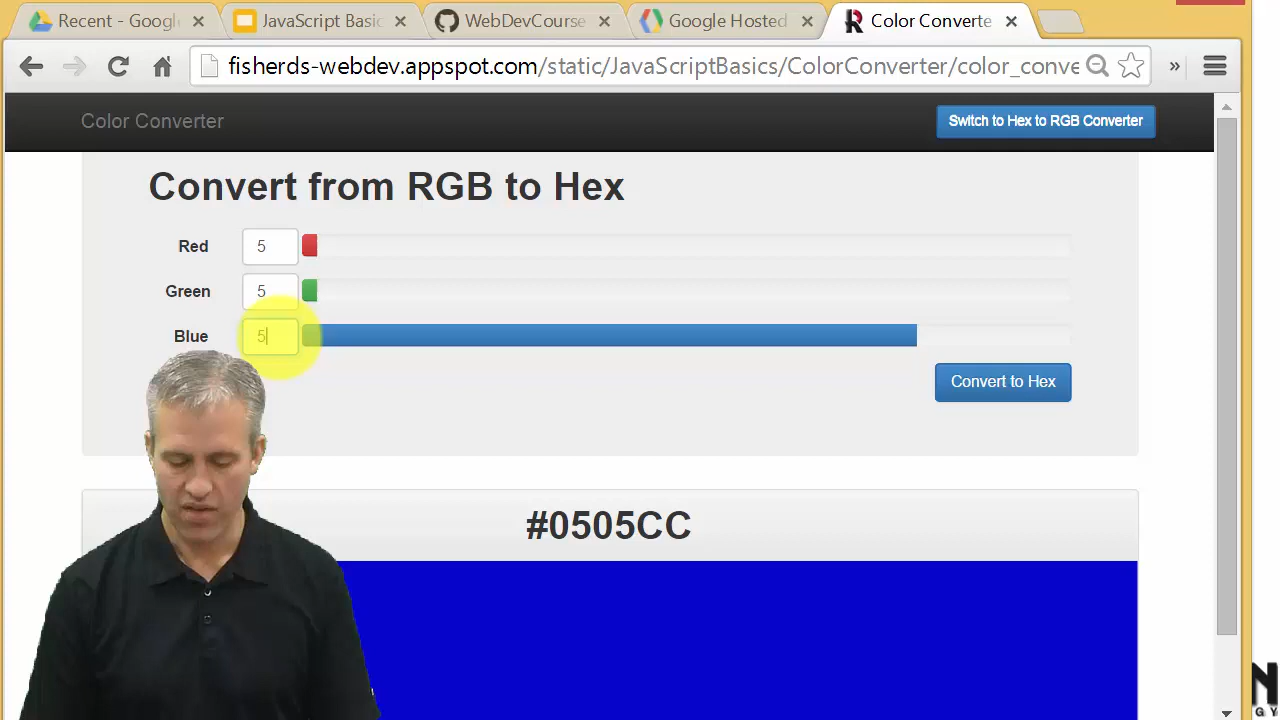 Recent - Googl
JavaScript Basic
WebDevCourse
Google Hosted
Color Converte
fisherds-webdev.appspot.com/static/JavaScriptBasics/ColorConverter/color_conve
»
Color Converter
Switch to Hex to RGB Converter
Convert from RGB to Hex
Red 5
Green 5
Blue 5
Convert to Hex
#0505CC
N
G Y